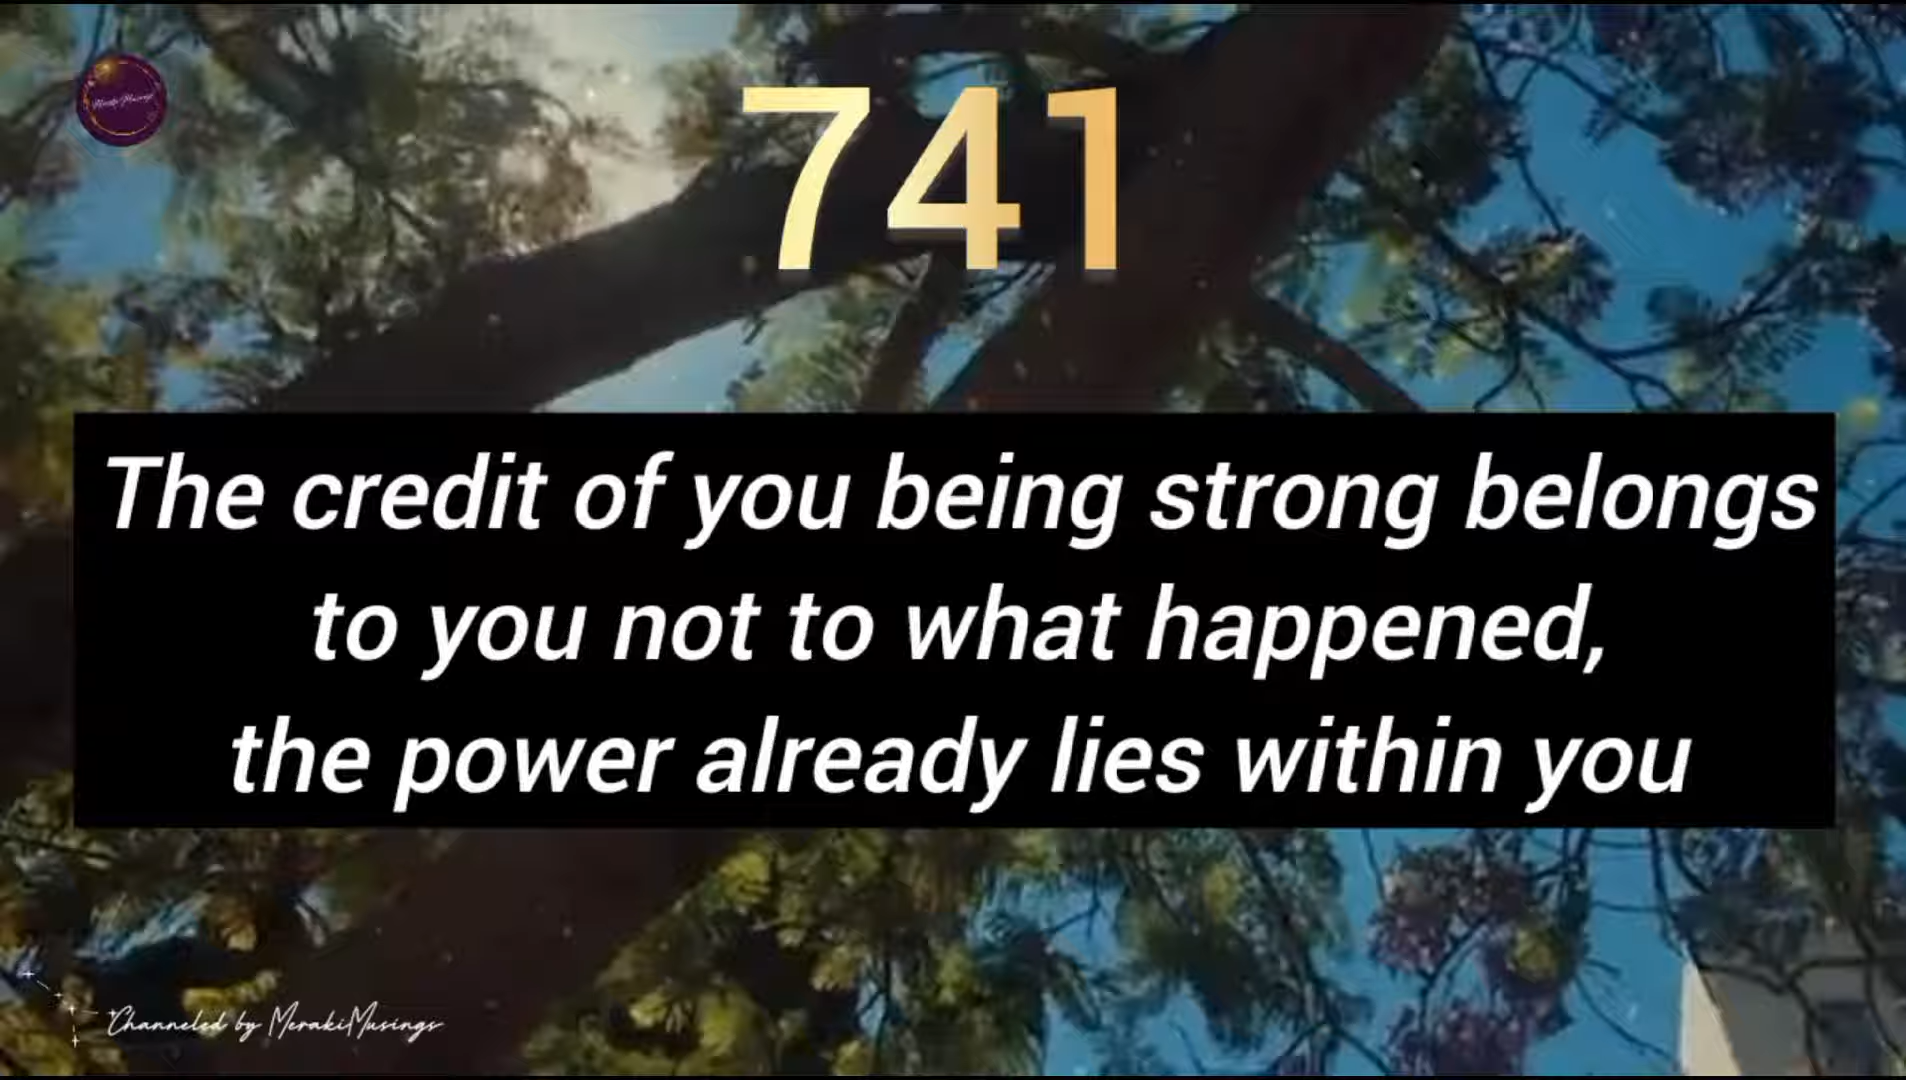 741
The credit of you being strong belongs
to you not to what happened,
the power already lies within you
Channeled by MerakiMusings